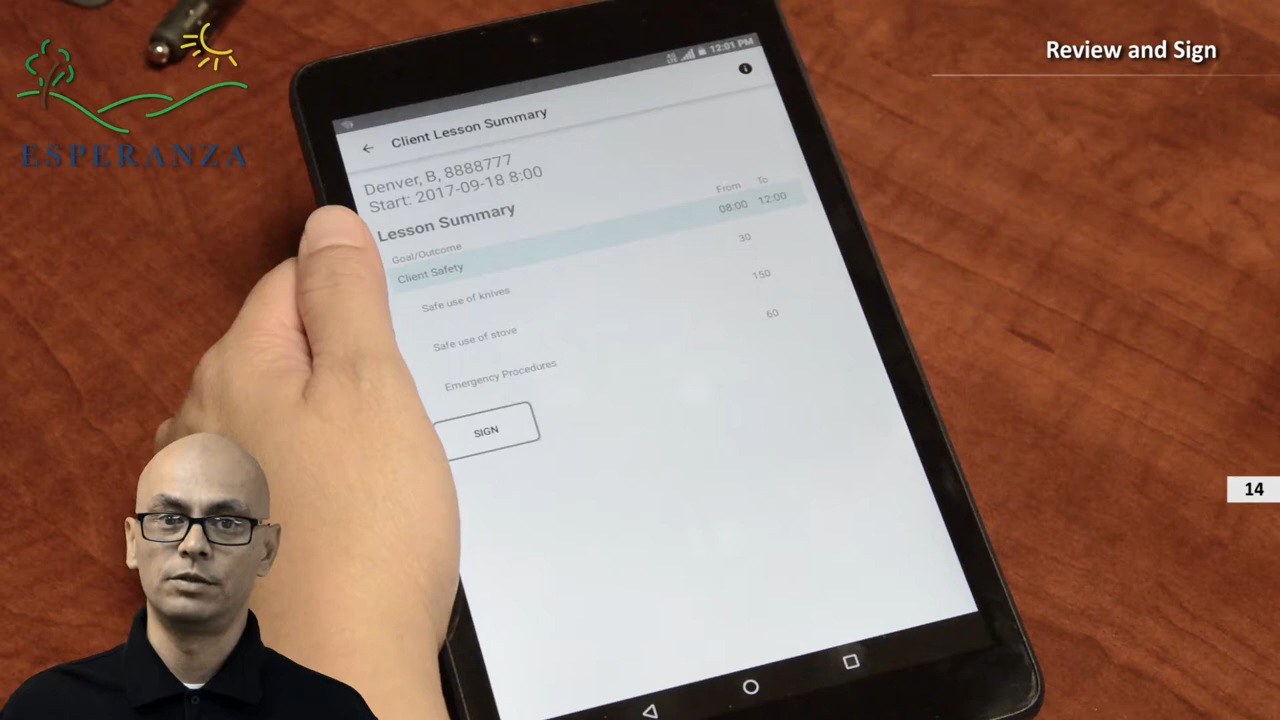 ESPERANZA
Review and Sign
12:01 PM
Client Lesson Summary
Denver, B, 8888777
Start: 2017-09-18 8:00
Lesson Summary
Goal/Outcome From To
Client Safety 08:00 12:00
Safe use of knives 30
Safe use of stove 150
Emergency Procedures 60
SIGN
14